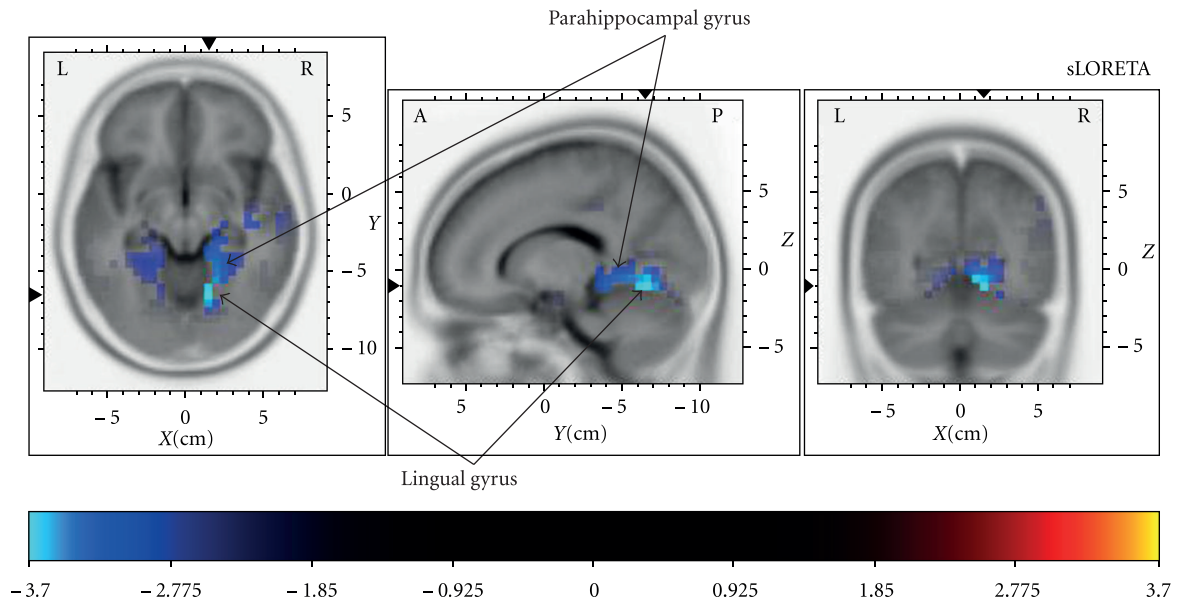 Parahippocampal gyrus
sLORETA
L R
5
0
Y
−5
−10
−5 0 5
X(cm)
A P
5
Z
0
−5
5 0 −5 −10
Y(cm)
L R
5
Z
0
−5
−5 0 5
X(cm)
Lingual gyrus
−3.7 −2.775 −1.85 −0.925 0 0.925 1.85 2.775 3.7